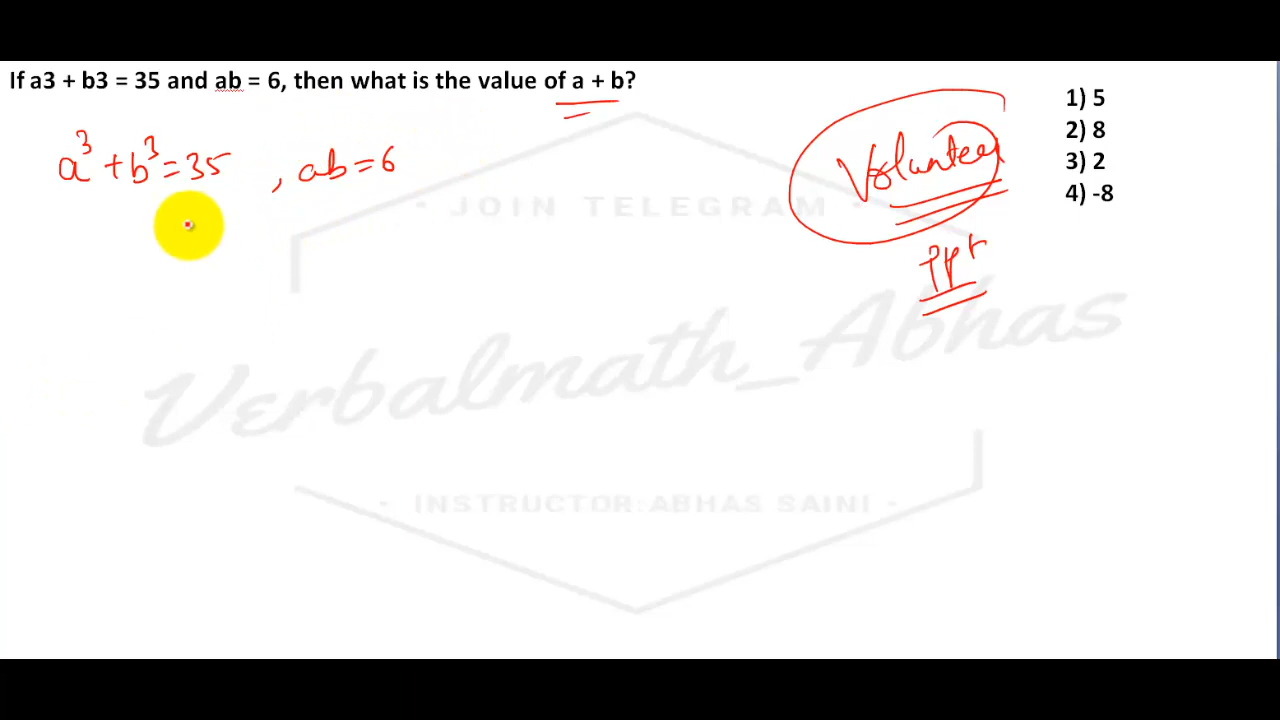 If a3 + b3 = 35 and ab = 6, then what is the value of a + b?
1) 5
2) 8
3) 2
4) -8
a³ + b³ = 35 , ab = 6
Volunteer
PPT
• JOIN TELEGRAM •
Verbalmath_Abhas
• INSTRUCTOR:ABHAS SAINI •